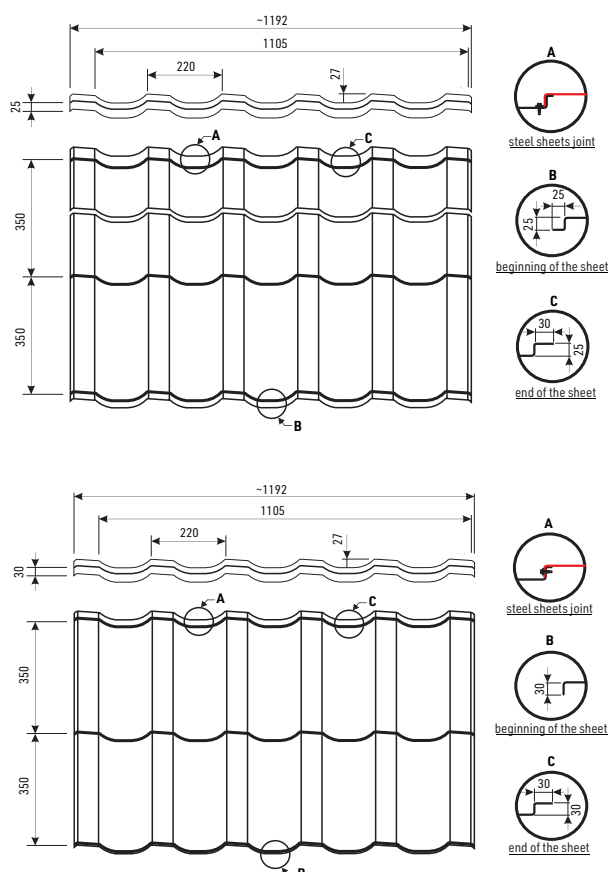 ~1192
1105
220
27
25
A
C
350
350
B
A
steel sheets joint
B
25
25
beginning of the sheet
C
30
25
end of the sheet
~1192
1105
220
27
30
A
C
350
350
B
A
steel sheets joint
B
30
beginning of the sheet
C
30
30
end of the sheet